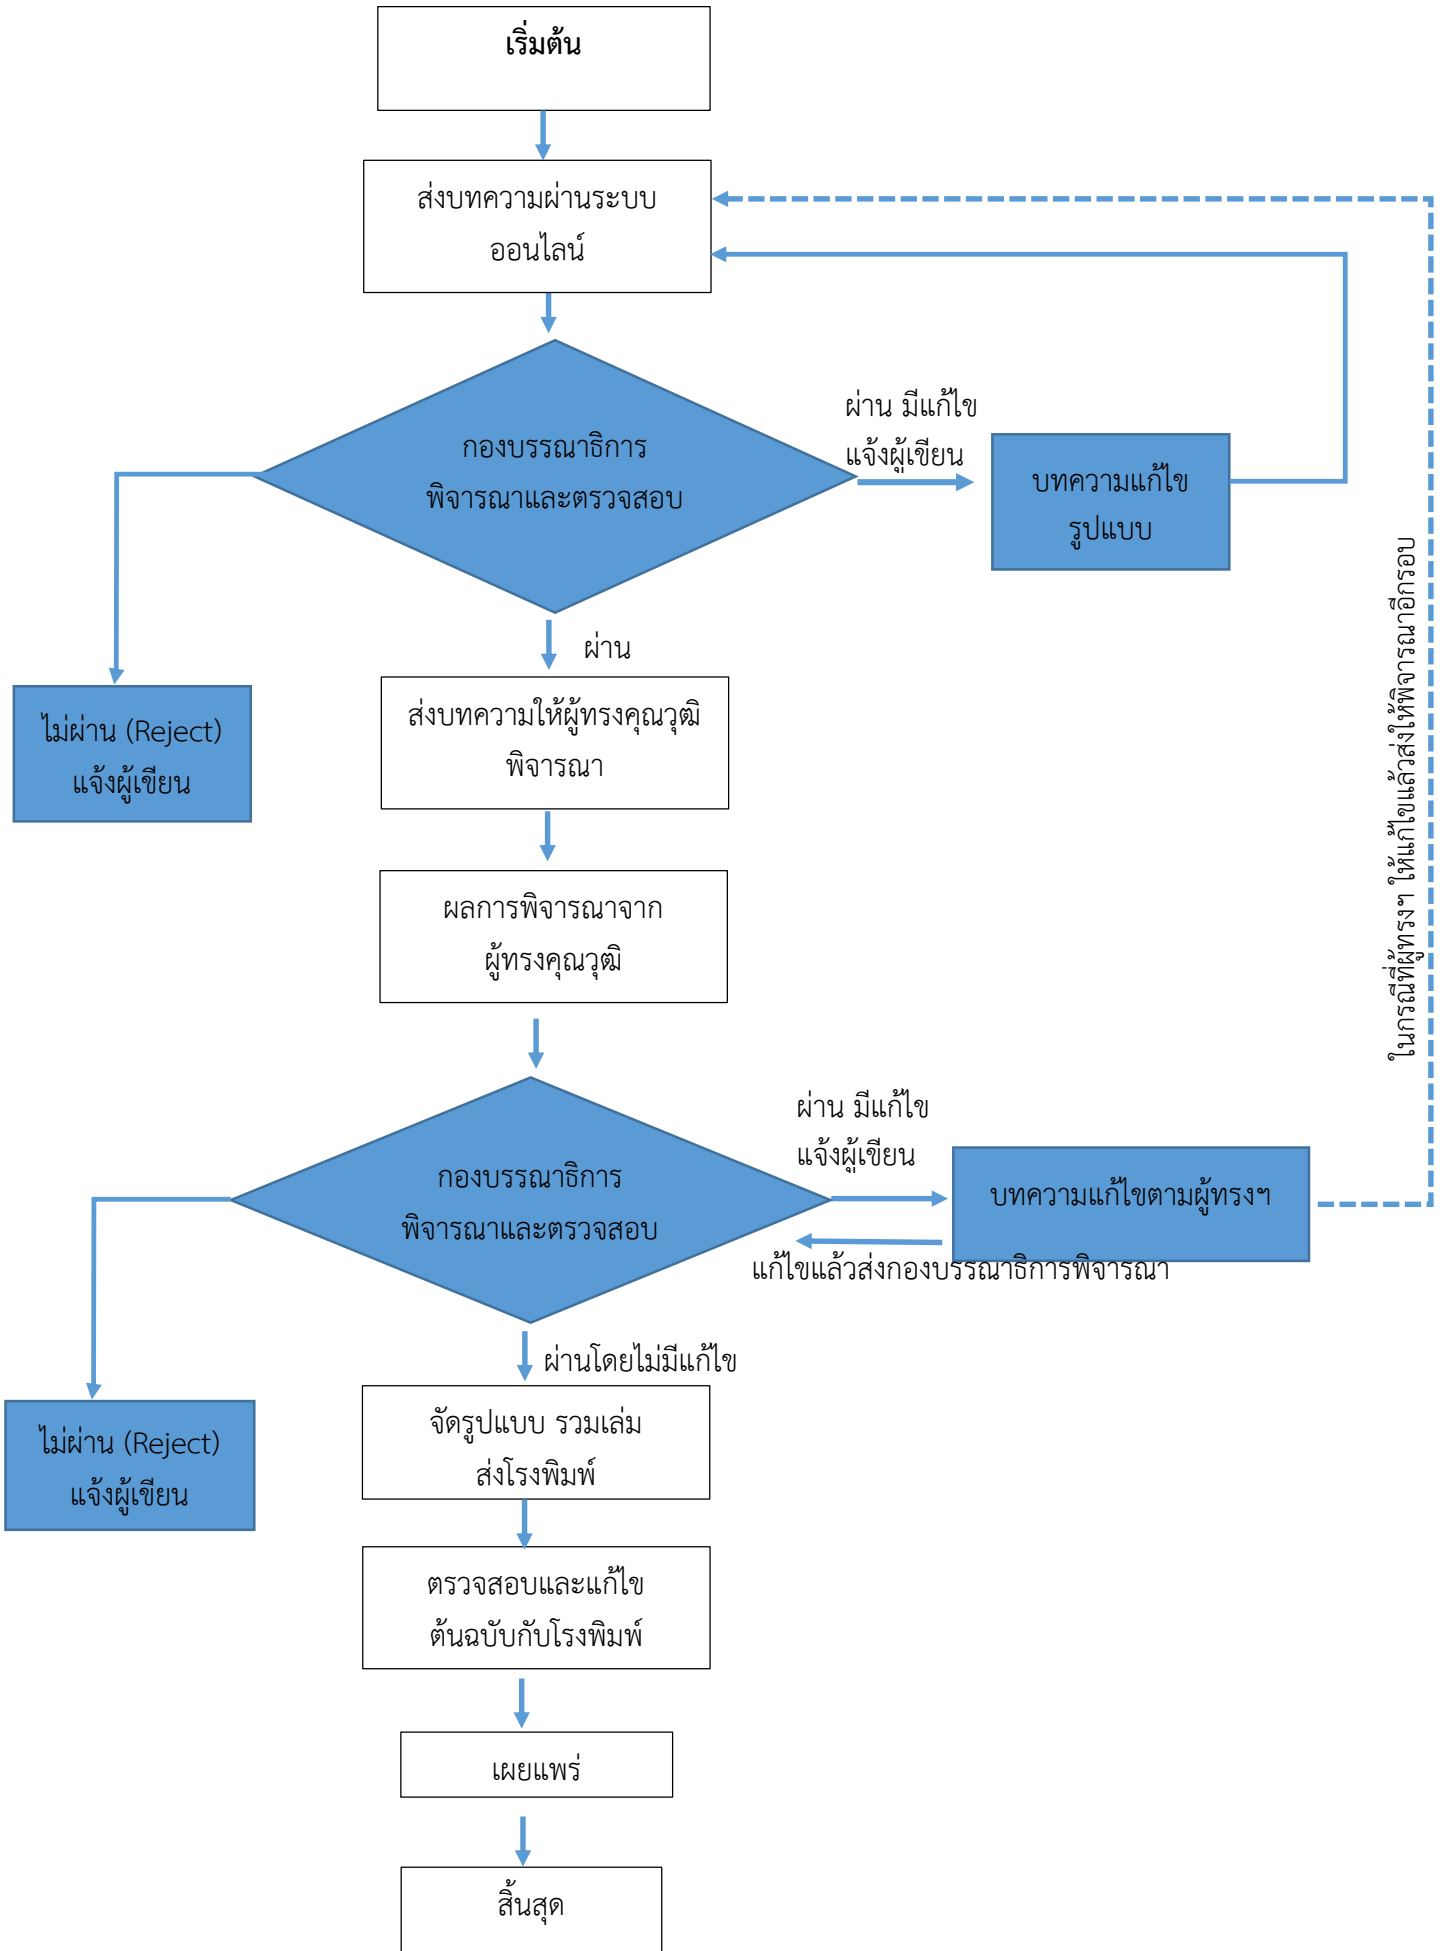 เริ่มต้น
ส่งบทความผ่านระบบ
ออนไลน์
กองบรรณาธิการ
พิจารณาและตรวจสอบ
ผ่าน มีแก้ไข
แจ้งผู้เขียน
บทความแก้ไข
รูปแบบ
ผ่าน
ไม่ผ่าน (Reject)
แจ้งผู้เขียน
ส่งบทความให้ผู้ทรงคุณวุฒิ
พิจารณา
ผลการพิจารณาจาก
ผู้ทรงคุณวุฒิ
ในกรณีที่ผู้ทรงฯ ให้แก้ไขแล้วส่งให้พิจารณาอีกรอบ
กองบรรณาธิการ
พิจารณาและตรวจสอบ
ผ่าน มีแก้ไข
แจ้งผู้เขียน
บทความแก้ไขตามผู้ทรงฯ
แก้ไขแล้วส่งกองบรรณาธิการพิจารณา
ผ่านโดยไม่มีแก้ไข
ไม่ผ่าน (Reject)
แจ้งผู้เขียน
จัดรูปแบบ รวมเล่ม
ส่งโรงพิมพ์
ตรวจสอบและแก้ไข
ต้นฉบับกับโรงพิมพ์
เผยแพร่
สิ้นสุด